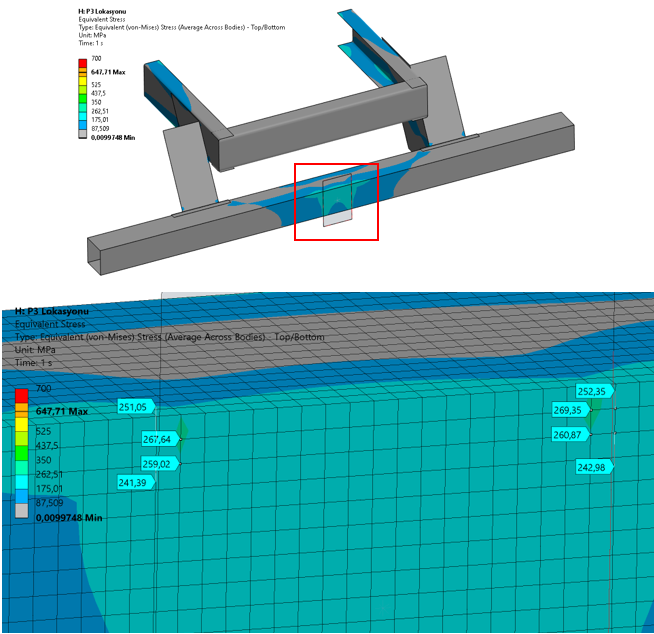 H: P3 Lokasyonu
Equivalent Stress
Type: Equivalent (von-Mises) Stress (Average Across Bodies) - Top/Bottom
Unit: MPa
Time: 1 s
700
647,71 Max
525
437,5
350
262,51
175,01
87,509
0,0099748 Min
H: P3 Lokasyonu
Equivalent Stress
Type: Equivalent (von-Mises) Stress (Average Across Bodies) - Top/Bottom
Unit: MPa
Time: 1 s
700
647,71 Max
525
437,5
350
262,51
175,01
87,509
0,0099748 Min
251,05
267,64
259,02
241,39
252,35
269,35
260,87
242,98